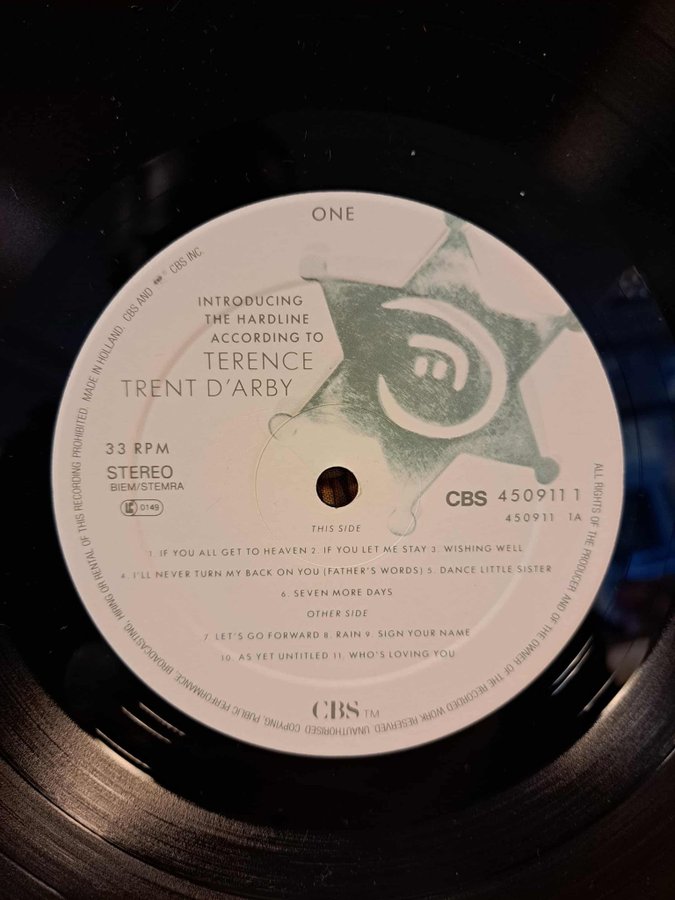 ONE
INTRODUCING
THE HARDLINE
ACCORDING TO
TERENCE
TRENT D'ARBY
33 RPM
STEREO
BIEM/STEMRA
0149
CBS 450911 1
450911 1A
THIS SIDE
1. IF YOU ALL GET TO HEAVEN 2. IF YOU LET ME STAY 3. WISHING WELL
4. I'LL NEVER TURN MY BACK ON YOU (FATHER'S WORDS) 5. DANCE LITTLE SISTER
6. SEVEN MORE DAYS
OTHER SIDE
7 LET'S GO FORWARD 8. RAIN 9. SIGN YOUR NAME
10. AS YET UNTITLED 11. WHO'S LOVING YOU
CBS TM
ALL RIGHTS OF THE PRODUCER AND OF THE OWNER OF THE RECORDED WORK RESERVED. UNAUTHORISED COPYING, PUBLIC PERFORMANCE, BROADCASTING, HIRING OR RENTAL OF THIS RECORDING PROHIBITED. MADE IN HOLLAND. CBS AND ® CBS INC.